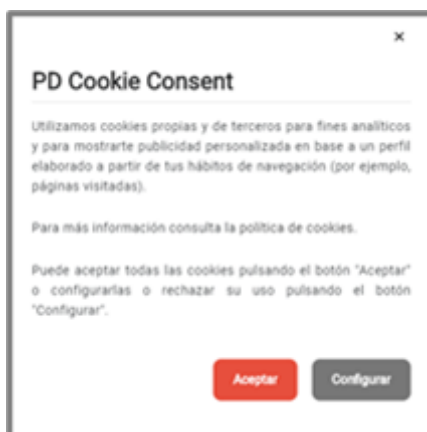 ×
PD Cookie Consent
Utilizamos cookies propias y de terceros para fines analíticos
y para mostrarte publicidad personalizada en base a un perfil
elaborado a partir de tus hábitos de navegación (por ejemplo,
páginas visitadas).
Para más información consulta la política de cookies.
Puede aceptar todas las cookies pulsando el botón "Aceptar"
o configurarlas o rechazar su uso pulsando el botón
"Configurar".
Aceptar Configurar